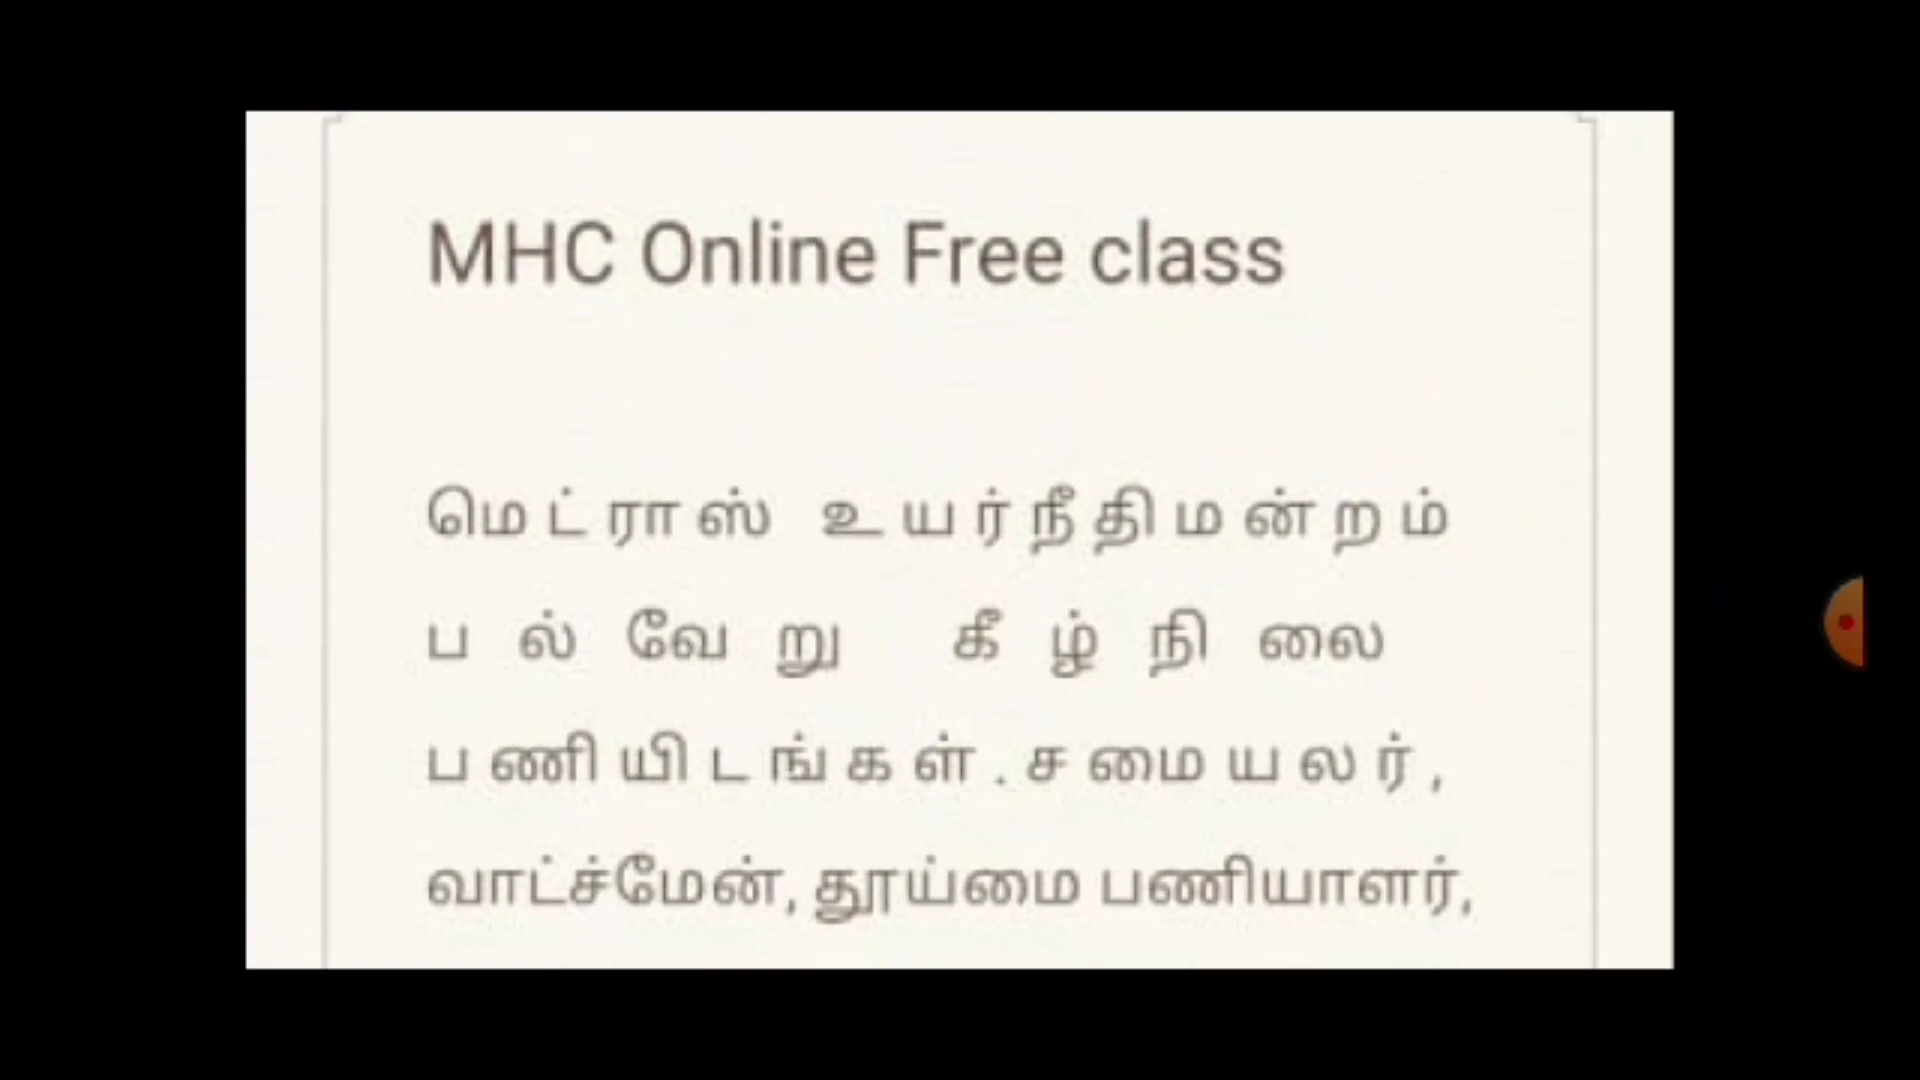 MHC Online Free class
மெட்ராஸ் உயர்நீதிமன்றம்
பல்வேறு கீழ்நிலை
பணியிடங்கள்.சமையலர்,
வாட்ச்மேன், தூய்மை பணியாளர்,